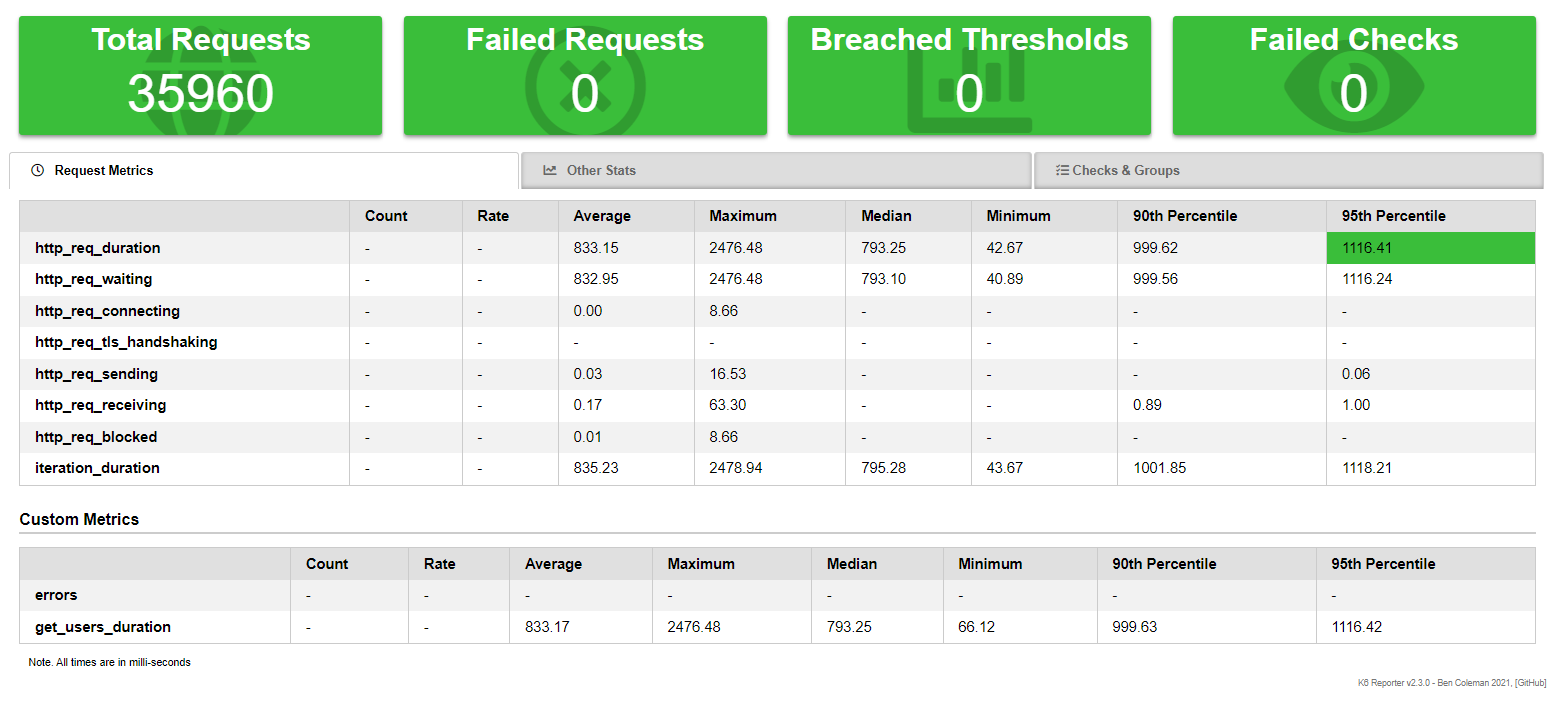 Total Requests Failed Requests Breached Thresholds Failed Checks
35960 0 0 0
Request Metrics Other Stats Checks & Groups
Count Rate Average Maximum Median Minimum 90th Percentile 95th Percentile
http_req_duration - - 833.15 2476.48 793.25 42.67 999.62 1116.41
http_req_waiting - - 832.95 2476.48 793.10 40.89 999.56 1116.24
http_req_connecting - - 0.00 8.66 - - - -
http_req_tls_handshaking - - - - - - - -
http_req_sending - - 0.03 16.53 - - - 0.06
http_req_receiving - - 0.17 63.30 - - 0.89 1.00
http_req_blocked - - 0.01 8.66 - - - -
iteration_duration - - 835.23 2478.94 795.28 43.67 1001.85 1118.21
Custom Metrics
Count Rate Average Maximum Median Minimum 90th Percentile 95th Percentile
errors - - - - - - - -
get_users_duration - - 833.17 2476.48 793.25 66.12 999.63 1116.42
Note. All times are in milli-seconds
K6 Reporter v2.3.0 - Ben Coleman 2021, [GitHub]